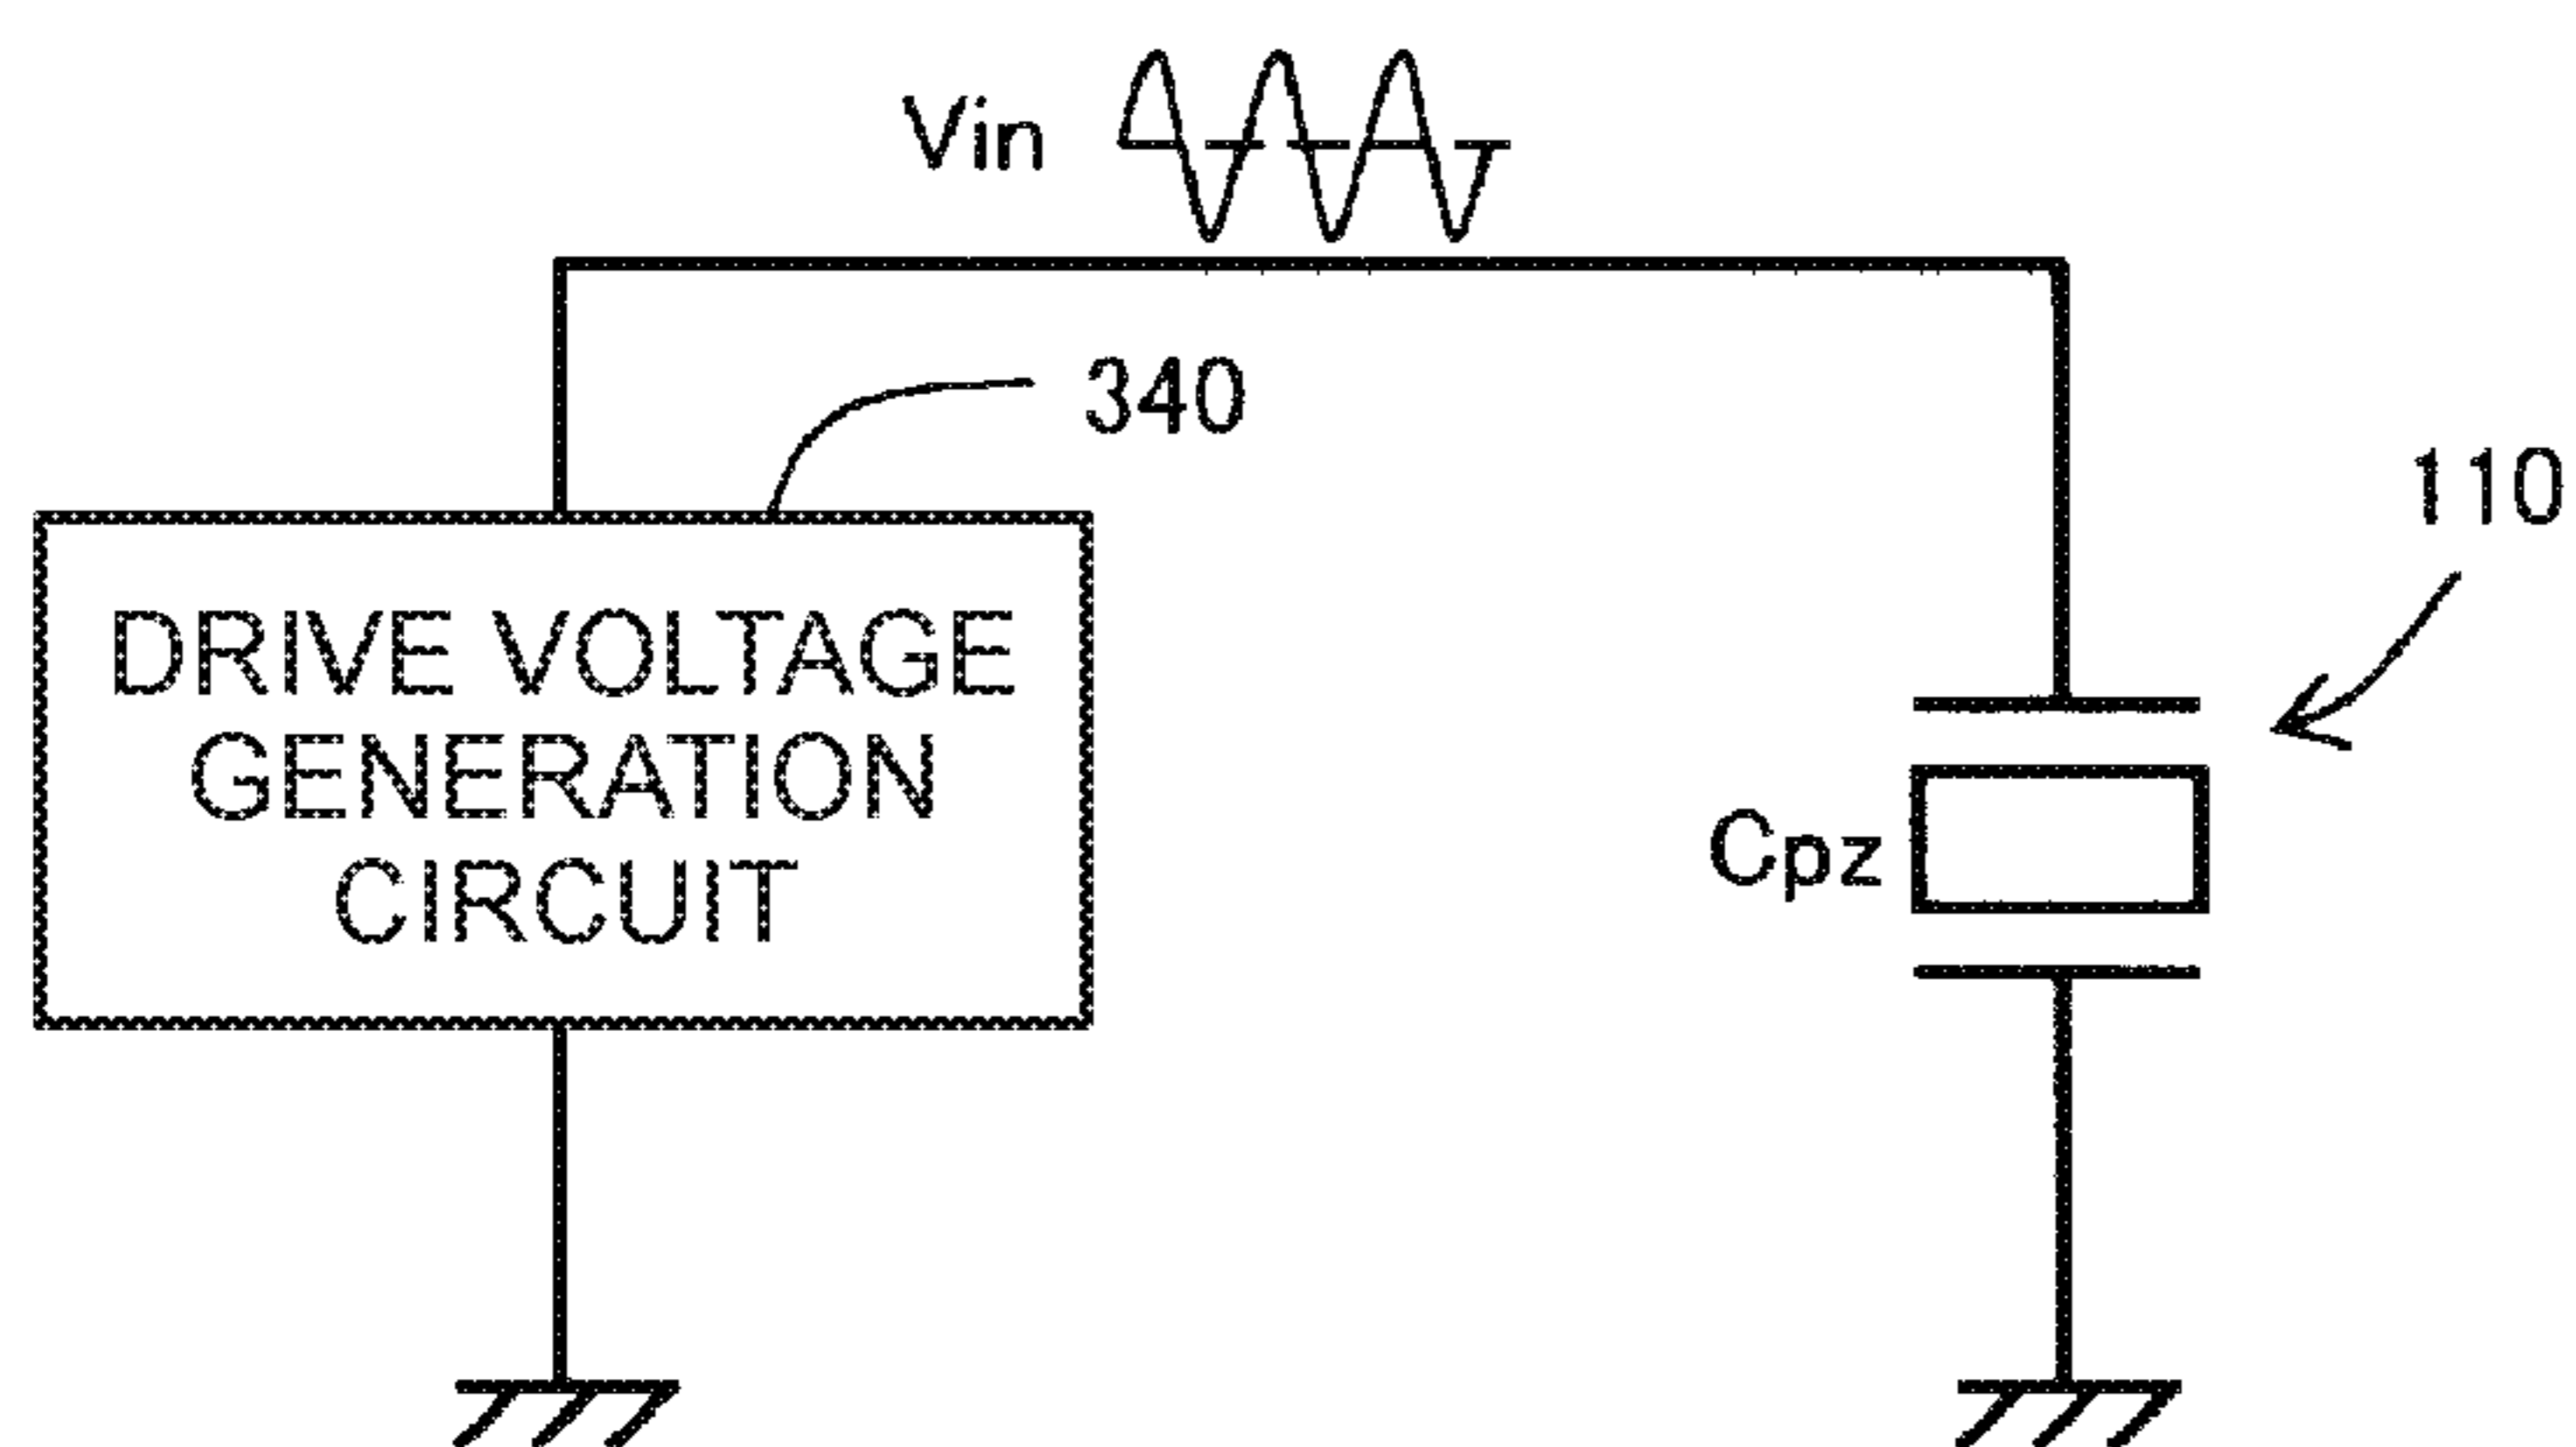 Vin
340
110
DRIVE VOLTAGE
GENERATION
CIRCUIT
Cpz